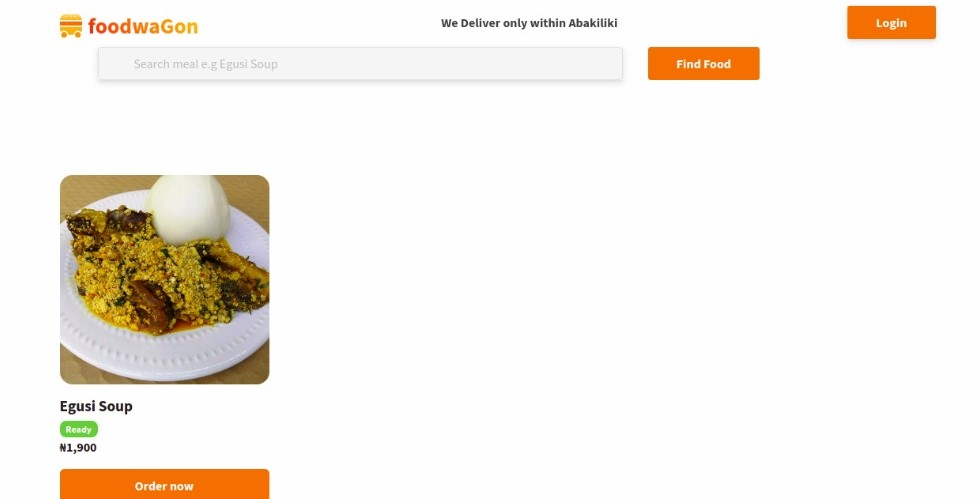 foodwaGon
We Deliver only within Abakiliki
Login
Search meal e.g Egusi Soup
Find Food
Egusi Soup
Ready
₦1,900
Order now